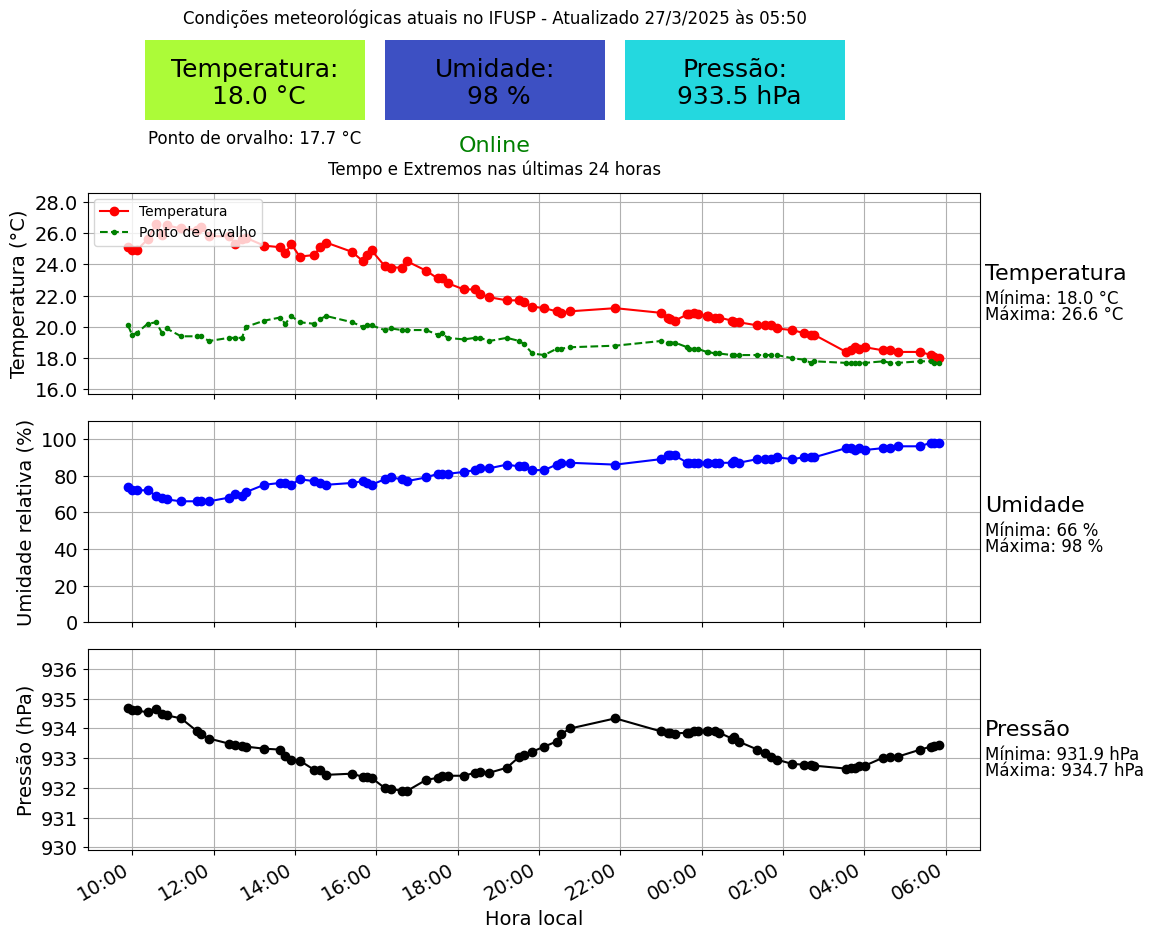 Condições meteorológicas atuais no IFUSP - Atualizado 27/3/2025 às 05:50
Temperatura:
18.0 °C
Umidade:
98 %
Pressão:
933.5 hPa
Ponto de orvalho: 17.7 °C
Online
Tempo e Extremos nas últimas 24 horas
Temperatura (°C)
28.0
26.0
24.0
22.0
20.0
18.0
16.0
Temperatura
Ponto de orvalho
Temperatura
Mínima: 18.0 °C
Máxima: 26.6 °C
Umidade relativa (%)
100
80
60
40
20
0
Umidade
Mínima: 66 %
Máxima: 98 %
Pressão (hPa)
936
935
934
933
932
931
930
Pressão
Mínima: 931.9 hPa
Máxima: 934.7 hPa
10:00 12:00 14:00 16:00 18:00 20:00 22:00 00:00 02:00 04:00 06:00
Hora local